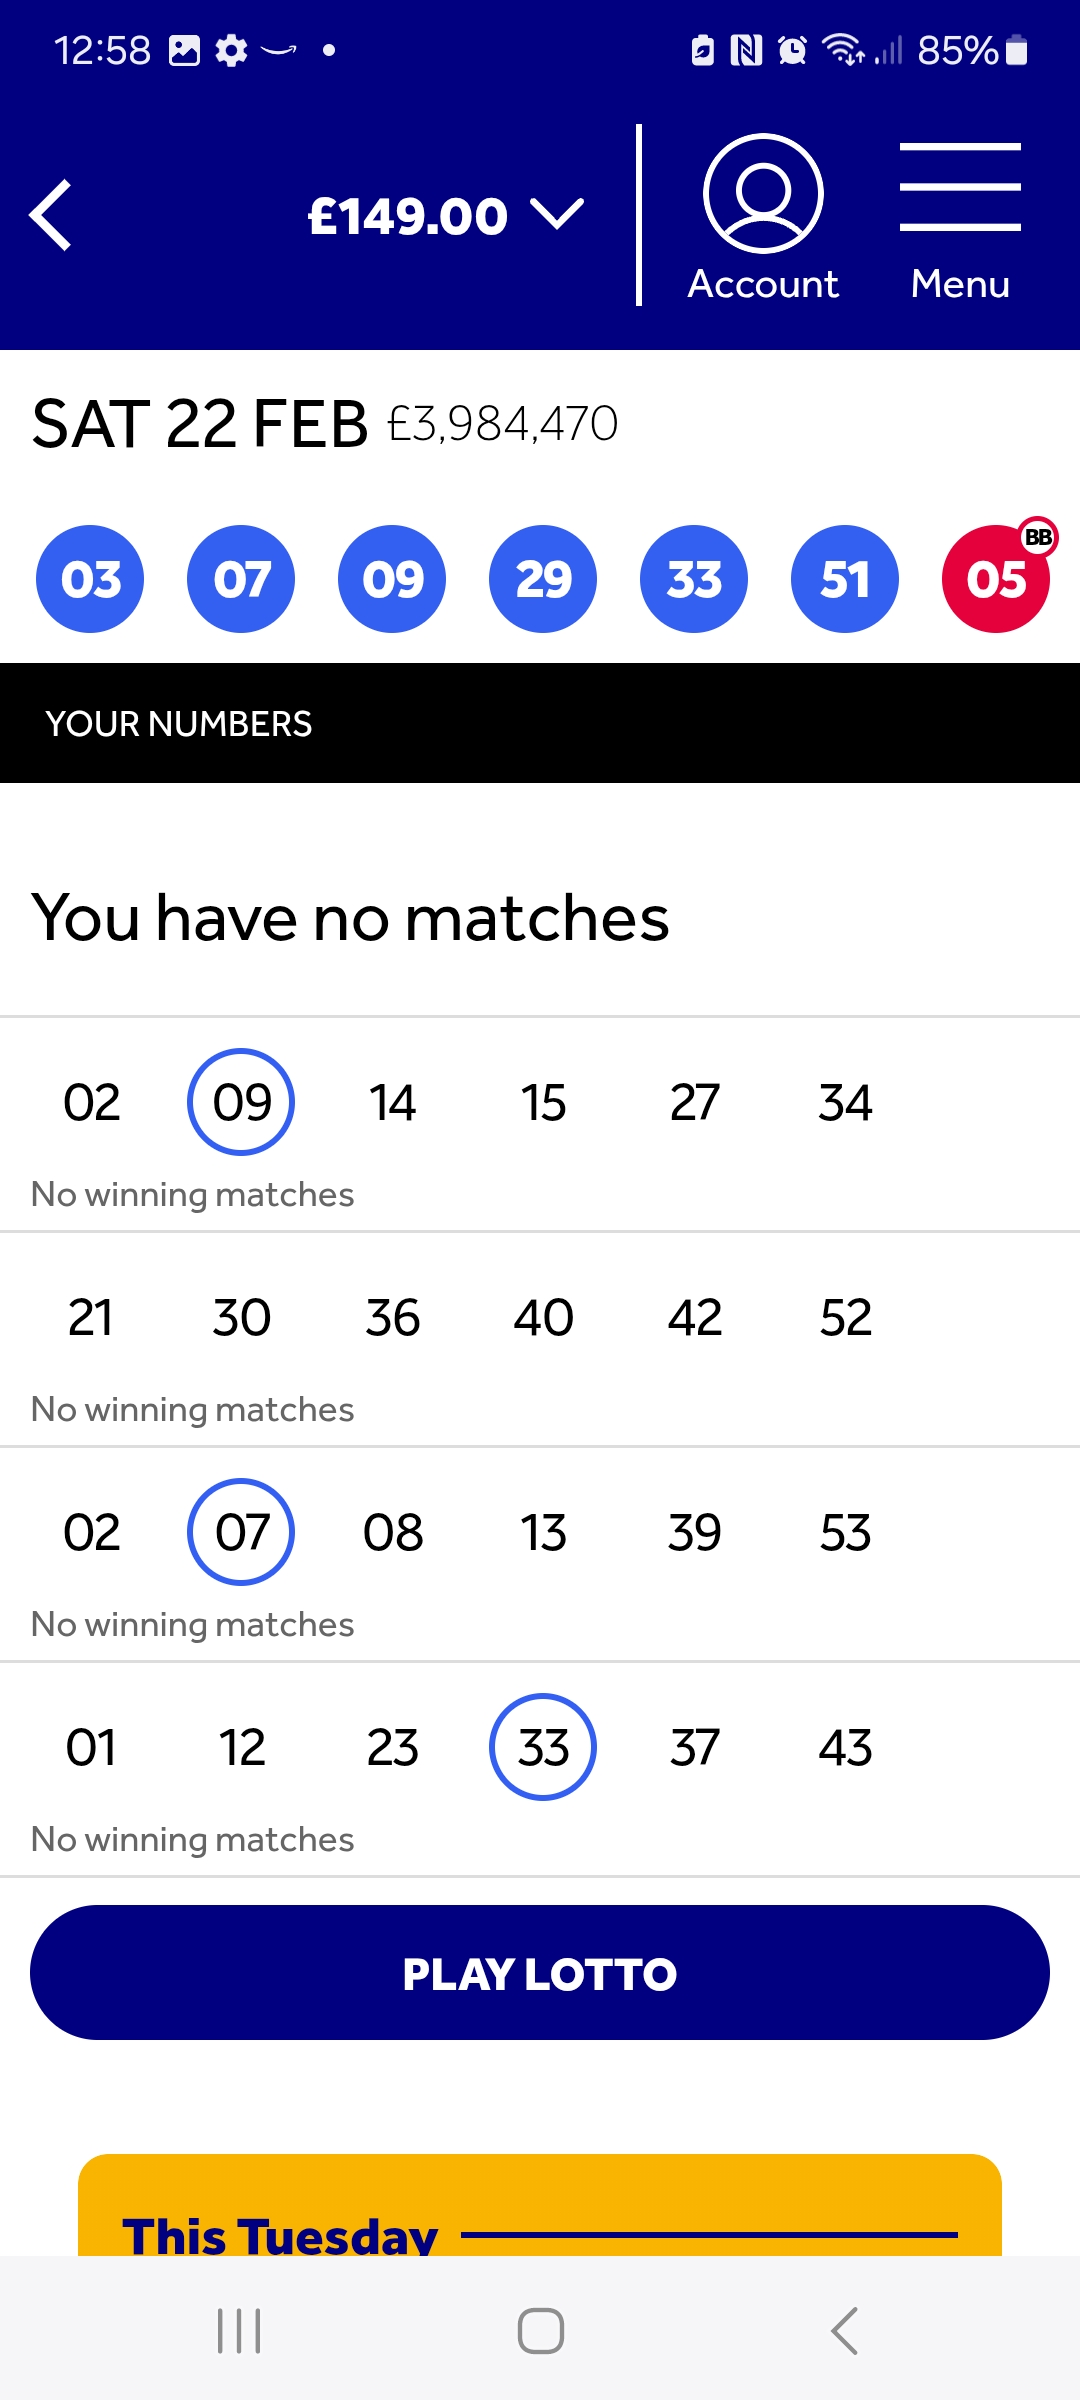 12:58 85%
£149.00
Account Menu
SAT 22 FEB £3,984,470
03 07 09 29 33 51 05 BB
YOUR NUMBERS
You have no matches
02 09 14 15 27 34
No winning matches
21 30 36 40 42 52
No winning matches
02 07 08 13 39 53
No winning matches
01 12 23 33 37 43
No winning matches
PLAY LOTTO
This Tuesday